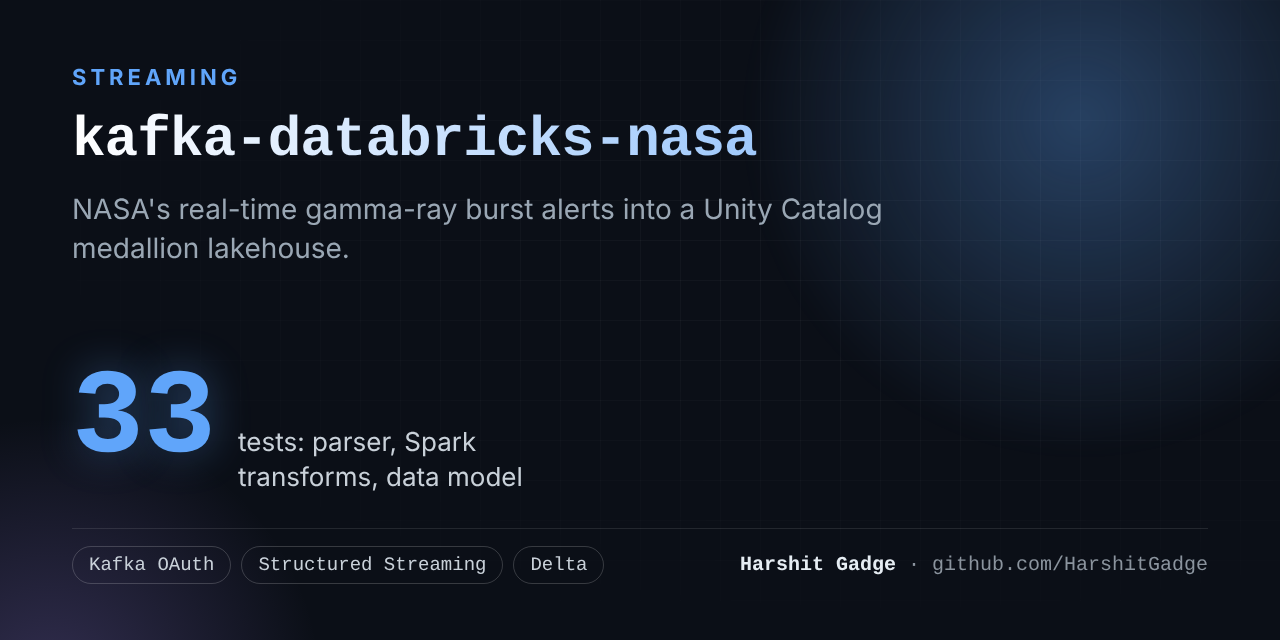 STREAMING
kafka-databricks-nasa
NASA's real-time gamma-ray burst alerts into a Unity Catalog
medallion lakehouse.
33
tests: parser, Spark
transforms, data model
Kafka OAuth Structured Streaming Delta Harshit Gadge · github.com/HarshitGadge